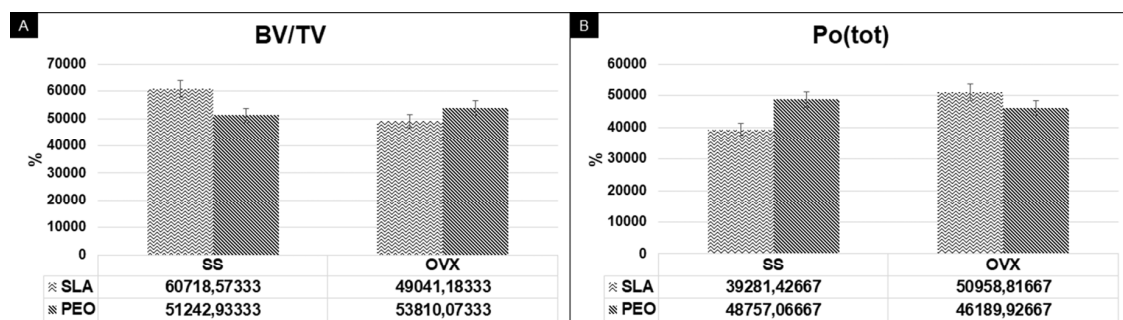 A
BV/TV
70000
60000
50000
40000
30000
20000
10000
0
%
SS OVX
SLA 60718,57333 49041,18333
PEO 51242,93333 53810,07333
B
Po(tot)
60000
50000
40000
30000
20000
10000
0
%
SS OVX
SLA 39281,42667 50958,81667
PEO 48757,06667 46189,92667